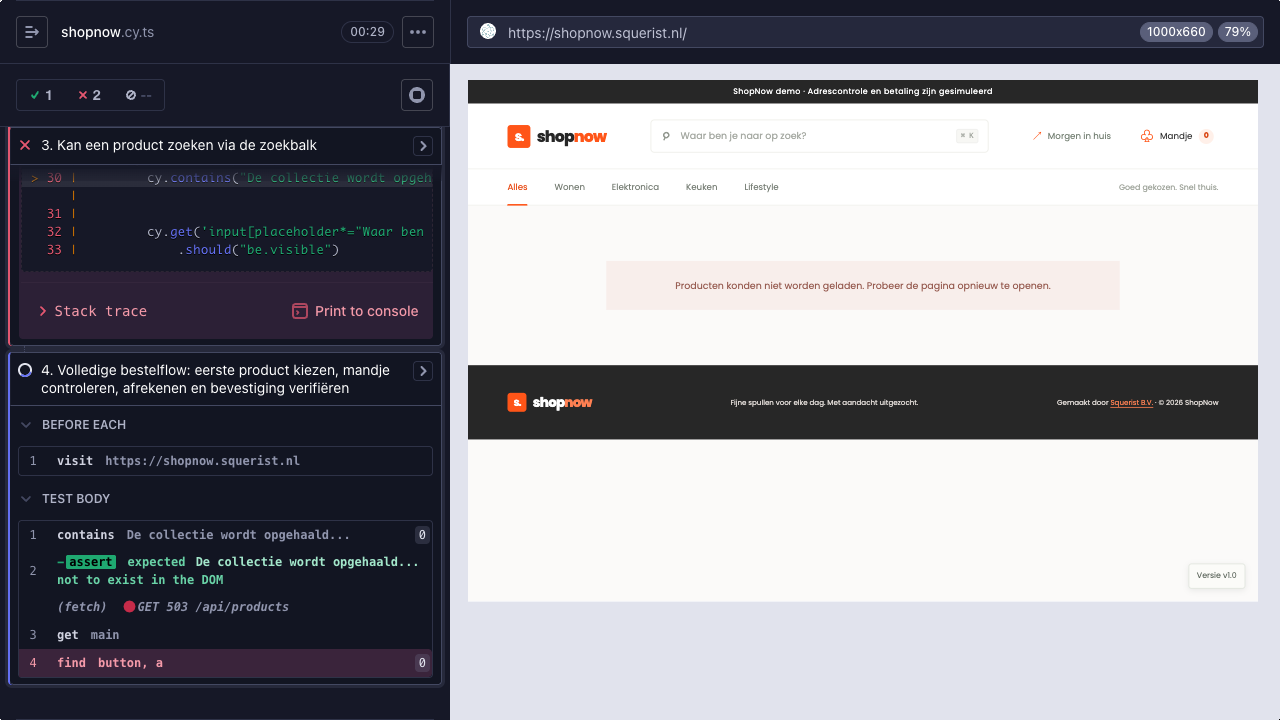 shopnow.cy.ts
00:29
1
2
--
3. Kan een product zoeken via de zoekbalk
> 30 | cy.contains("De collectie wordt opgeh
|
31 |
32 | cy.get('input[placeholder*="Waar ben
33 | .should("be.visible")
> Stack trace
Print to console
4. Volledige bestelflow: eerste product kiezen, mandje
controleren, afrekenen en bevestiging verifiëren
BEFORE EACH
1 visit https://shopnow.squerist.nl
TEST BODY
1 contains De collectie wordt opgehaald... 0
2 -assert expected De collectie wordt opgehaald...
not to exist in the DOM
(fetch) GET 503 /api/products
3 get main
4 find button, a 0
https://shopnow.squerist.nl/
1000x660
79%
ShopNow demo · Adrescontrole en betaling zijn gesimuleerd
s. shopnow
Waar ben je naar op zoek?
⌘ K
Morgen in huis
Mandje 0
Alles
Wonen
Elektronica
Keuken
Lifestyle
Goed gekozen. Snel thuis.
Producten konden niet worden geladen. Probeer de pagina opnieuw te openen.
s. shopnow
Fijne spullen voor elke dag. Met aandacht uitgezocht.
Gemaakt door Squerist B.V. · © 2026 ShopNow
Versie v1.0